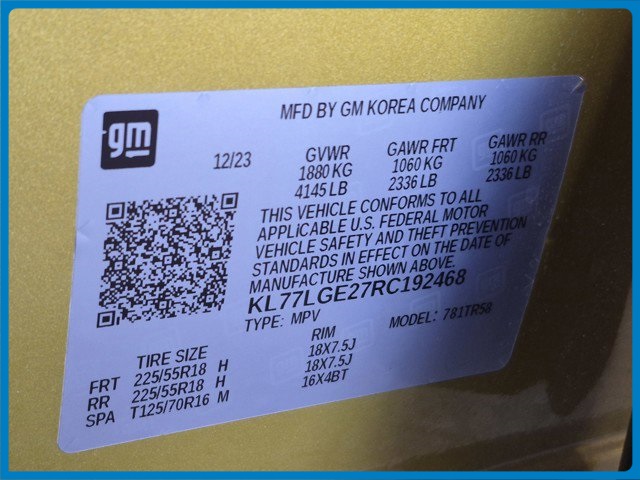 MFD BY GM KOREA COMPANY
gm
12/23
GVWR GAWR FRT GAWR RR
1880 KG 1060 KG 1060 KG
4145 LB 2336 LB 2336 LB
THIS VEHICLE CONFORMS TO ALL
APPLICABLE U.S. FEDERAL MOTOR
VEHICLE SAFETY AND THEFT PREVENTION
STANDARDS IN EFFECT ON THE DATE OF
MANUFACTURE SHOWN ABOVE.
KL77LGE27RC192468
TYPE: MPV MODEL: 781TR58
TIRE SIZE RIM
FRT 225/55R18 H 18X7.5J
RR 225/55R18 H 18X7.5J
SPA T125/70R16 M 16X4BT